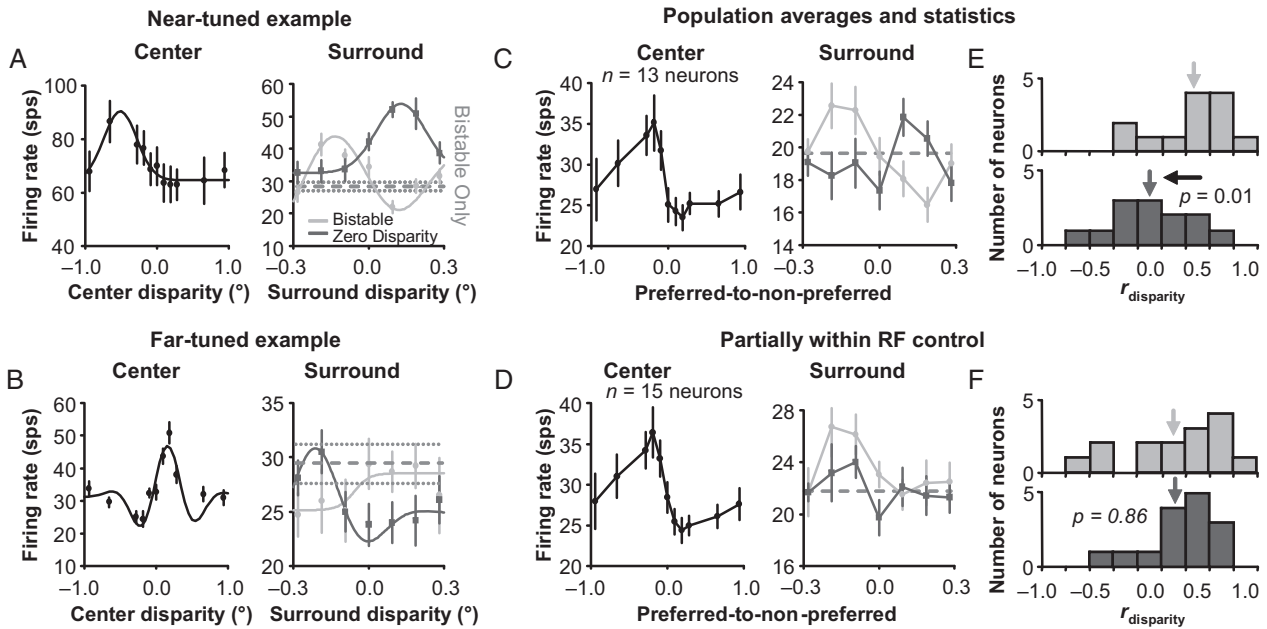 Near-tuned example
Population averages and statistics
A
Center
Surround
C
Center
n = 13 neurons
Surround
E
Firing rate (sps)
100
80
60
40
–1.0
0.0
1.0
Center disparity (°)
60
50
40
30
20
10
Bistable
Zero Disparity
Bistable Only
–0.3
0.0
0.3
Surround disparity (°)
Firing rate (sps)
40
35
30
25
20
–1.0
0.0
1.0
24
22
20
18
16
14
–0.3
0.0
0.3
Preferred-to-non-preferred
Number of neurons
5
0
5
0
p = 0.01
–1.0
0.0
1.0
r disparity
Far-tuned example
Partially within RF control
B
Center
Surround
D
Center
n = 15 neurons
Surround
F
Firing rate (sps)
60
50
40
30
20
10
–1.0
0.0
1.0
Center disparity (°)
35
30
25
20
–0.3
0.0
0.3
Surround disparity (°)
Firing rate (sps)
40
35
30
25
20
–1.0
0.0
1.0
28
24
20
16
–0.3
0.0
0.3
Preferred-to-non-preferred
Number of neurons
5
0
5
0
p = 0.86
–1.0
0.0
1.0
r disparity